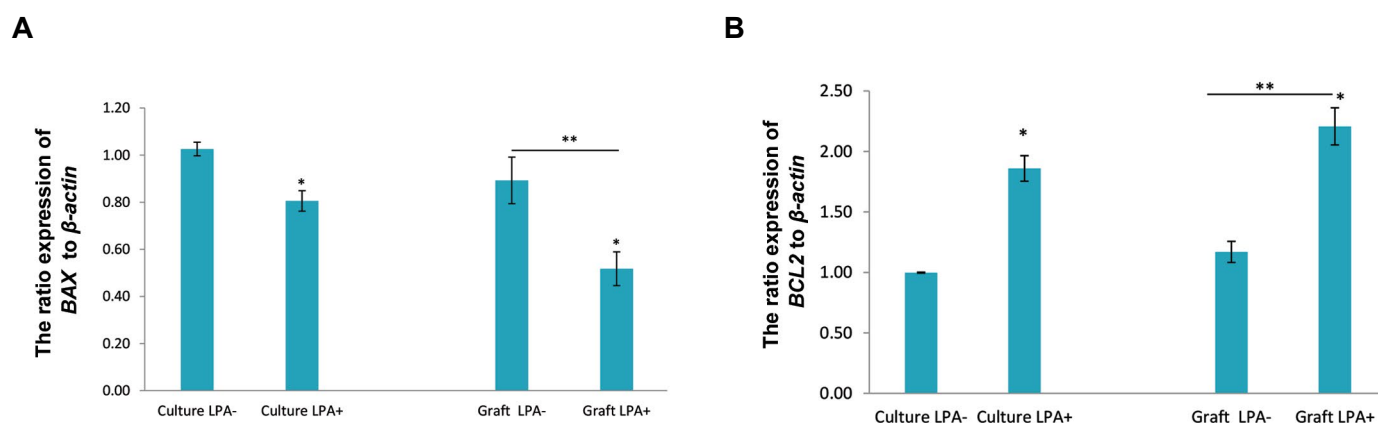 A
The ratio expression of
BAX to β-actin
1.20
1.00
0.80
0.60
0.40
0.20
0.00
*
**
*
Culture LPA-
Culture LPA+
Graft LPA-
Graft LPA+
B
The ratio expression of
BCL2 to β-actin
2.50
2.00
1.50
1.00
0.50
0.00
*
**
*
Culture LPA-
Culture LPA+
Graft LPA-
Graft LPA+